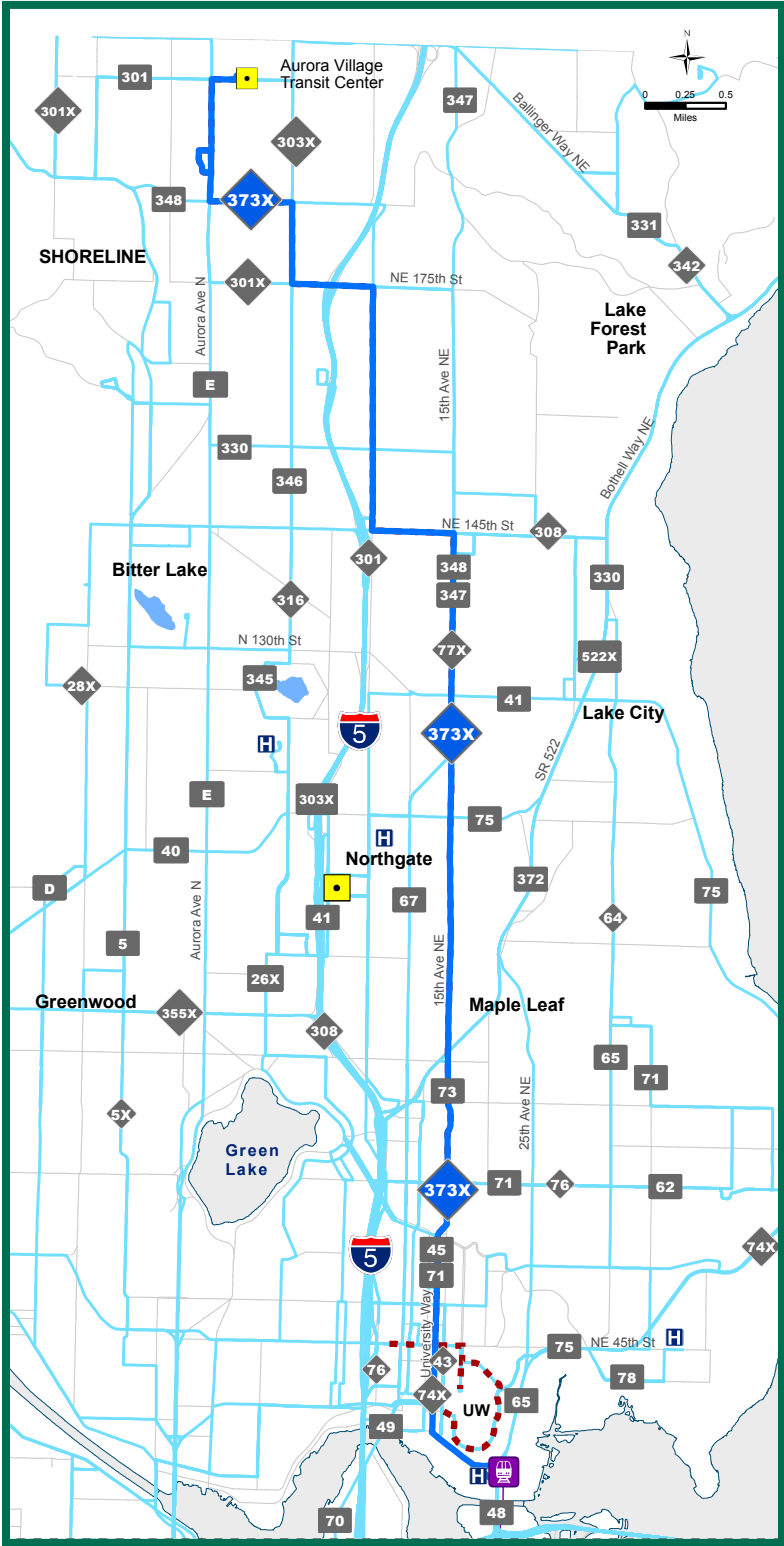 N
Aurora Village
Transit Center
301
0 0.25 0.5
Miles
301X
347
Ballinger Way NE
303X
348
373X
331
SHORELINE
342
301X
NE 175th St
Lake
Forest
Park
Aurora Ave N
15th Ave NE
E
330
Bothell Way NE
346
NE 145th St
308
301
348
Bitter Lake
330
347
316
N 130th St
77X
522X
345
28X
41
Lake City
5
373X
H
SR 522
E
303X
75
40
H
Northgate
372
D
67
75
41
64
Aurora Ave N
5
15th Ave NE
26X
Greenwood
Maple Leaf
355X
308
65
71
73
5X
25th Ave NE
Green
Lake
373X
71
76
62
45
74X
5
71
University Way
NE 45th St
H
75
43
76
78
74X
65
UW
49
H
48
70